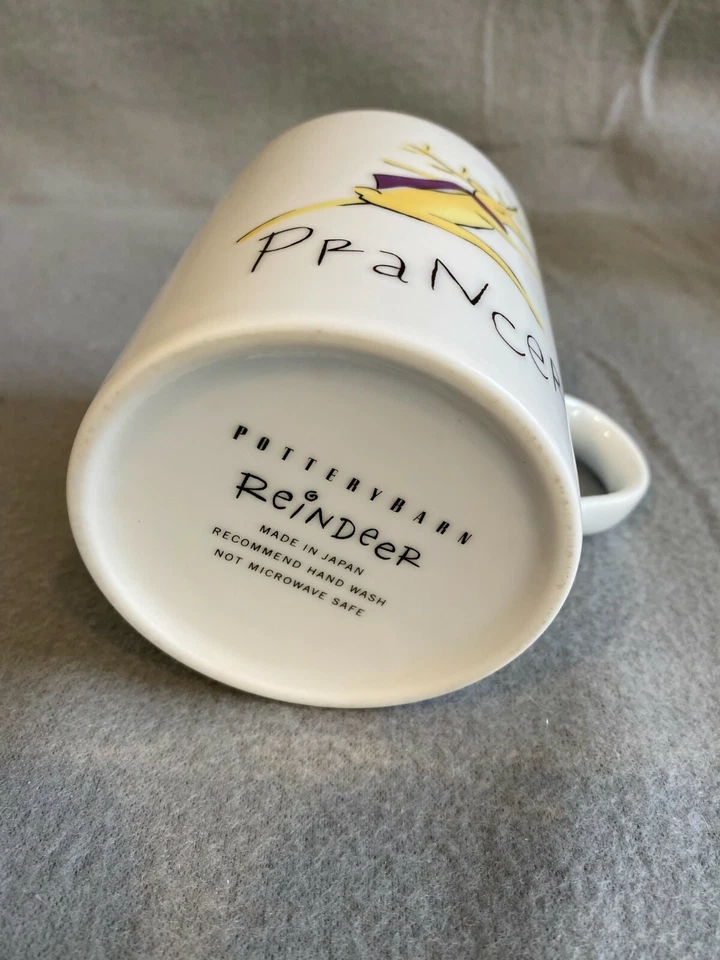 PRANCER
POTTERYBARN
REINDEER
MADE IN JAPAN
RECOMMEND HAND WASH
NOT MICROWAVE SAFE